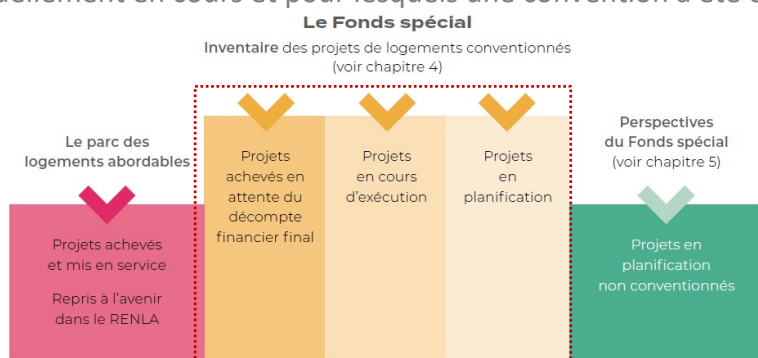 Le Fonds spécial
Inventaire des projets de logements conventionnés
(voir chapitre 4)
Le parc des
logements abordables
Projets achevés
et mis en service
Repris à l'avenir
dans le RENLA
Projets
achevés en
attente du
décompte
financier final
Projets
en cours
d'exécution
Projets
en
planification
Perspectives
du Fonds spécial
(voir chapitre 5)
Projets en
planification
non conventionnés